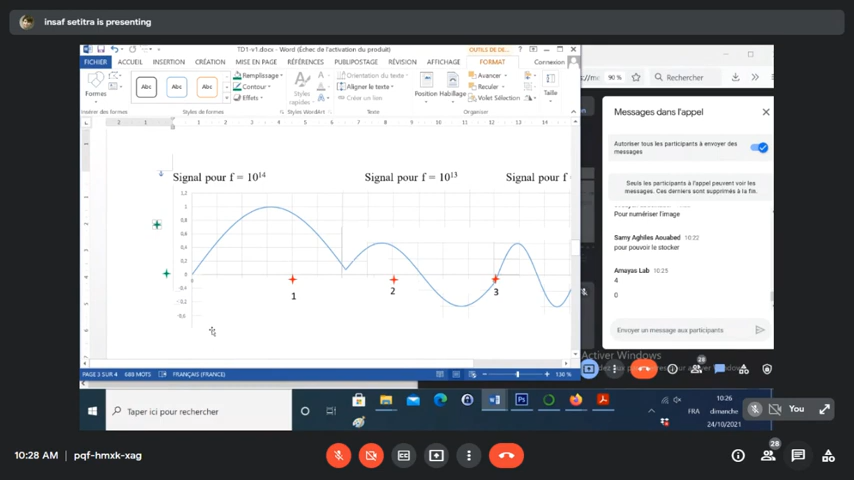 insaf setitra is presenting
TD1-v1.docx - Word (Échec de l'activation du produit)
OUTILS DE DE...
FICHIER ACCUEIL INSERTION CRÉATION MISE EN PAGE RÉFÉRENCES PUBLIPOSTAGE RÉVISION AFFICHAGE FORMAT Connexion
Formes
Abc Abc Abc
Remplissage
Contour
Effets
Styles rapides
Orientation du texte
Aligner le texte
Créer un lien
Position Habillage
Avancer
Reculer
Volet Sélection
Taille
Insérer des formes Styles de formes Styles WordArt Texte Organiser
Signal pour f = 10¹⁴ Signal pour f = 10¹³ Signal pour f
1,2
1
0,8
0,6
0,4
0,2
0
1 2 3
PAGE 3 SUR 4 688 MOTS FRANÇAIS (FRANCE) 130 %
90 % Rechercher
Messages dans l'appel
Autoriser tous les participants à envoyer des
messages
Seuls les participants à l'appel peuvent voir les
messages. Ces derniers sont supprimés à la fin.
Pour numériser l'image
Samy Aghiles Aouabed 10:22
pour pouvoir le stocker
Amayas Lab 10:25
4
0
Envoyer un message aux participants
Activer Windows
28
Taper ici pour rechercher
FRA
10:26
dimanche
24/10/2021
You
10:28 AM pqf-hmxk-xag
28